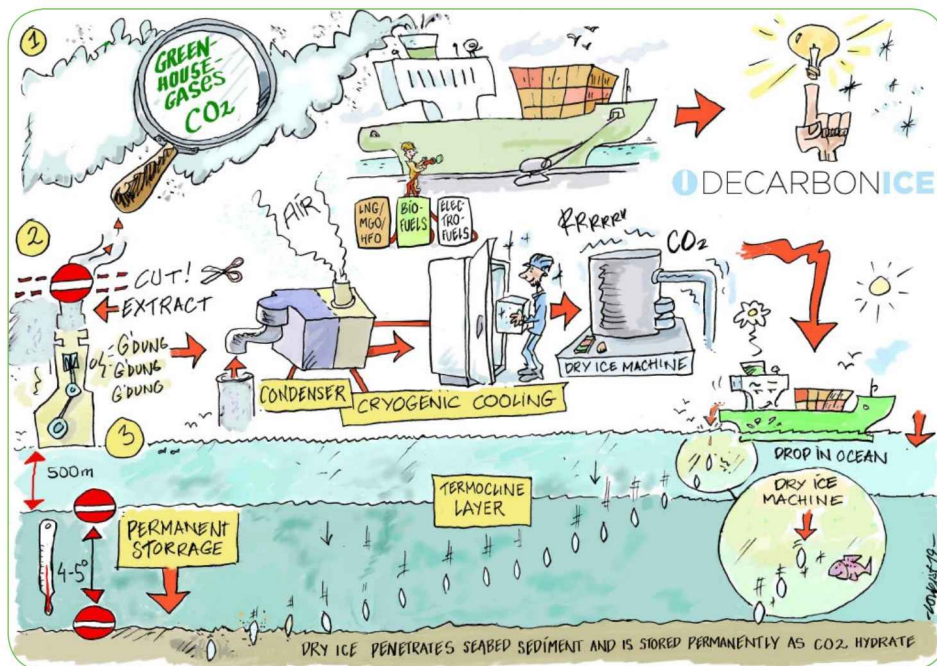 1
GREEN-
HOUSE-
GASES
CO2
DECARBONICE
LNG/
MGO/
HFO
BIO-
FUELS
ELEC
TRO-
FUELS
2
CUT!
EXTRACT
G'DUNG
G'DUNG
G'DUNG
AIR
CONDENSER
CRYOGENIC COOLING
RRRRRR
CO2
DRY ICE MACHINE
3
500m
4-5°
PERMANENT
STORRAGE
TERMOCLINE
LAYER
DROP IN OCEAN
DRY ICE
MACHINE
DRY ICE PENETRATES SEABED SEDIMENT AND IS STORED PERMANENTLY AS CO2 HYDRATE